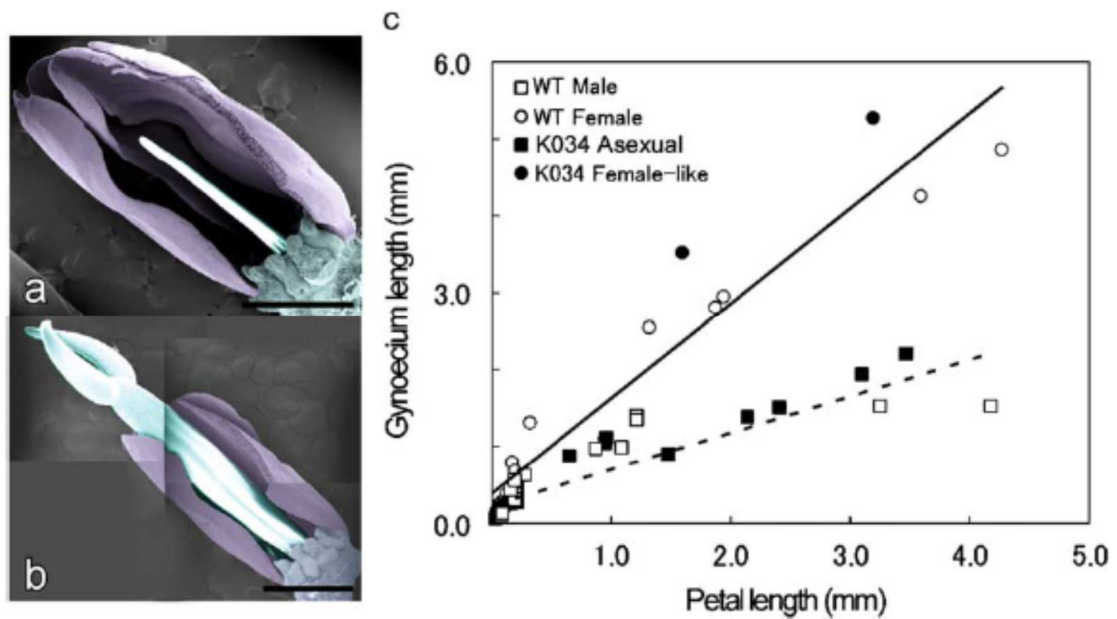 a
b
c
6.0
3.0
0.0
Gynoecium length (mm)
WT Male
WT Female
K034 Asexual
K034 Female-like
1.0 2.0 3.0 4.0 5.0
Petal length (mm)